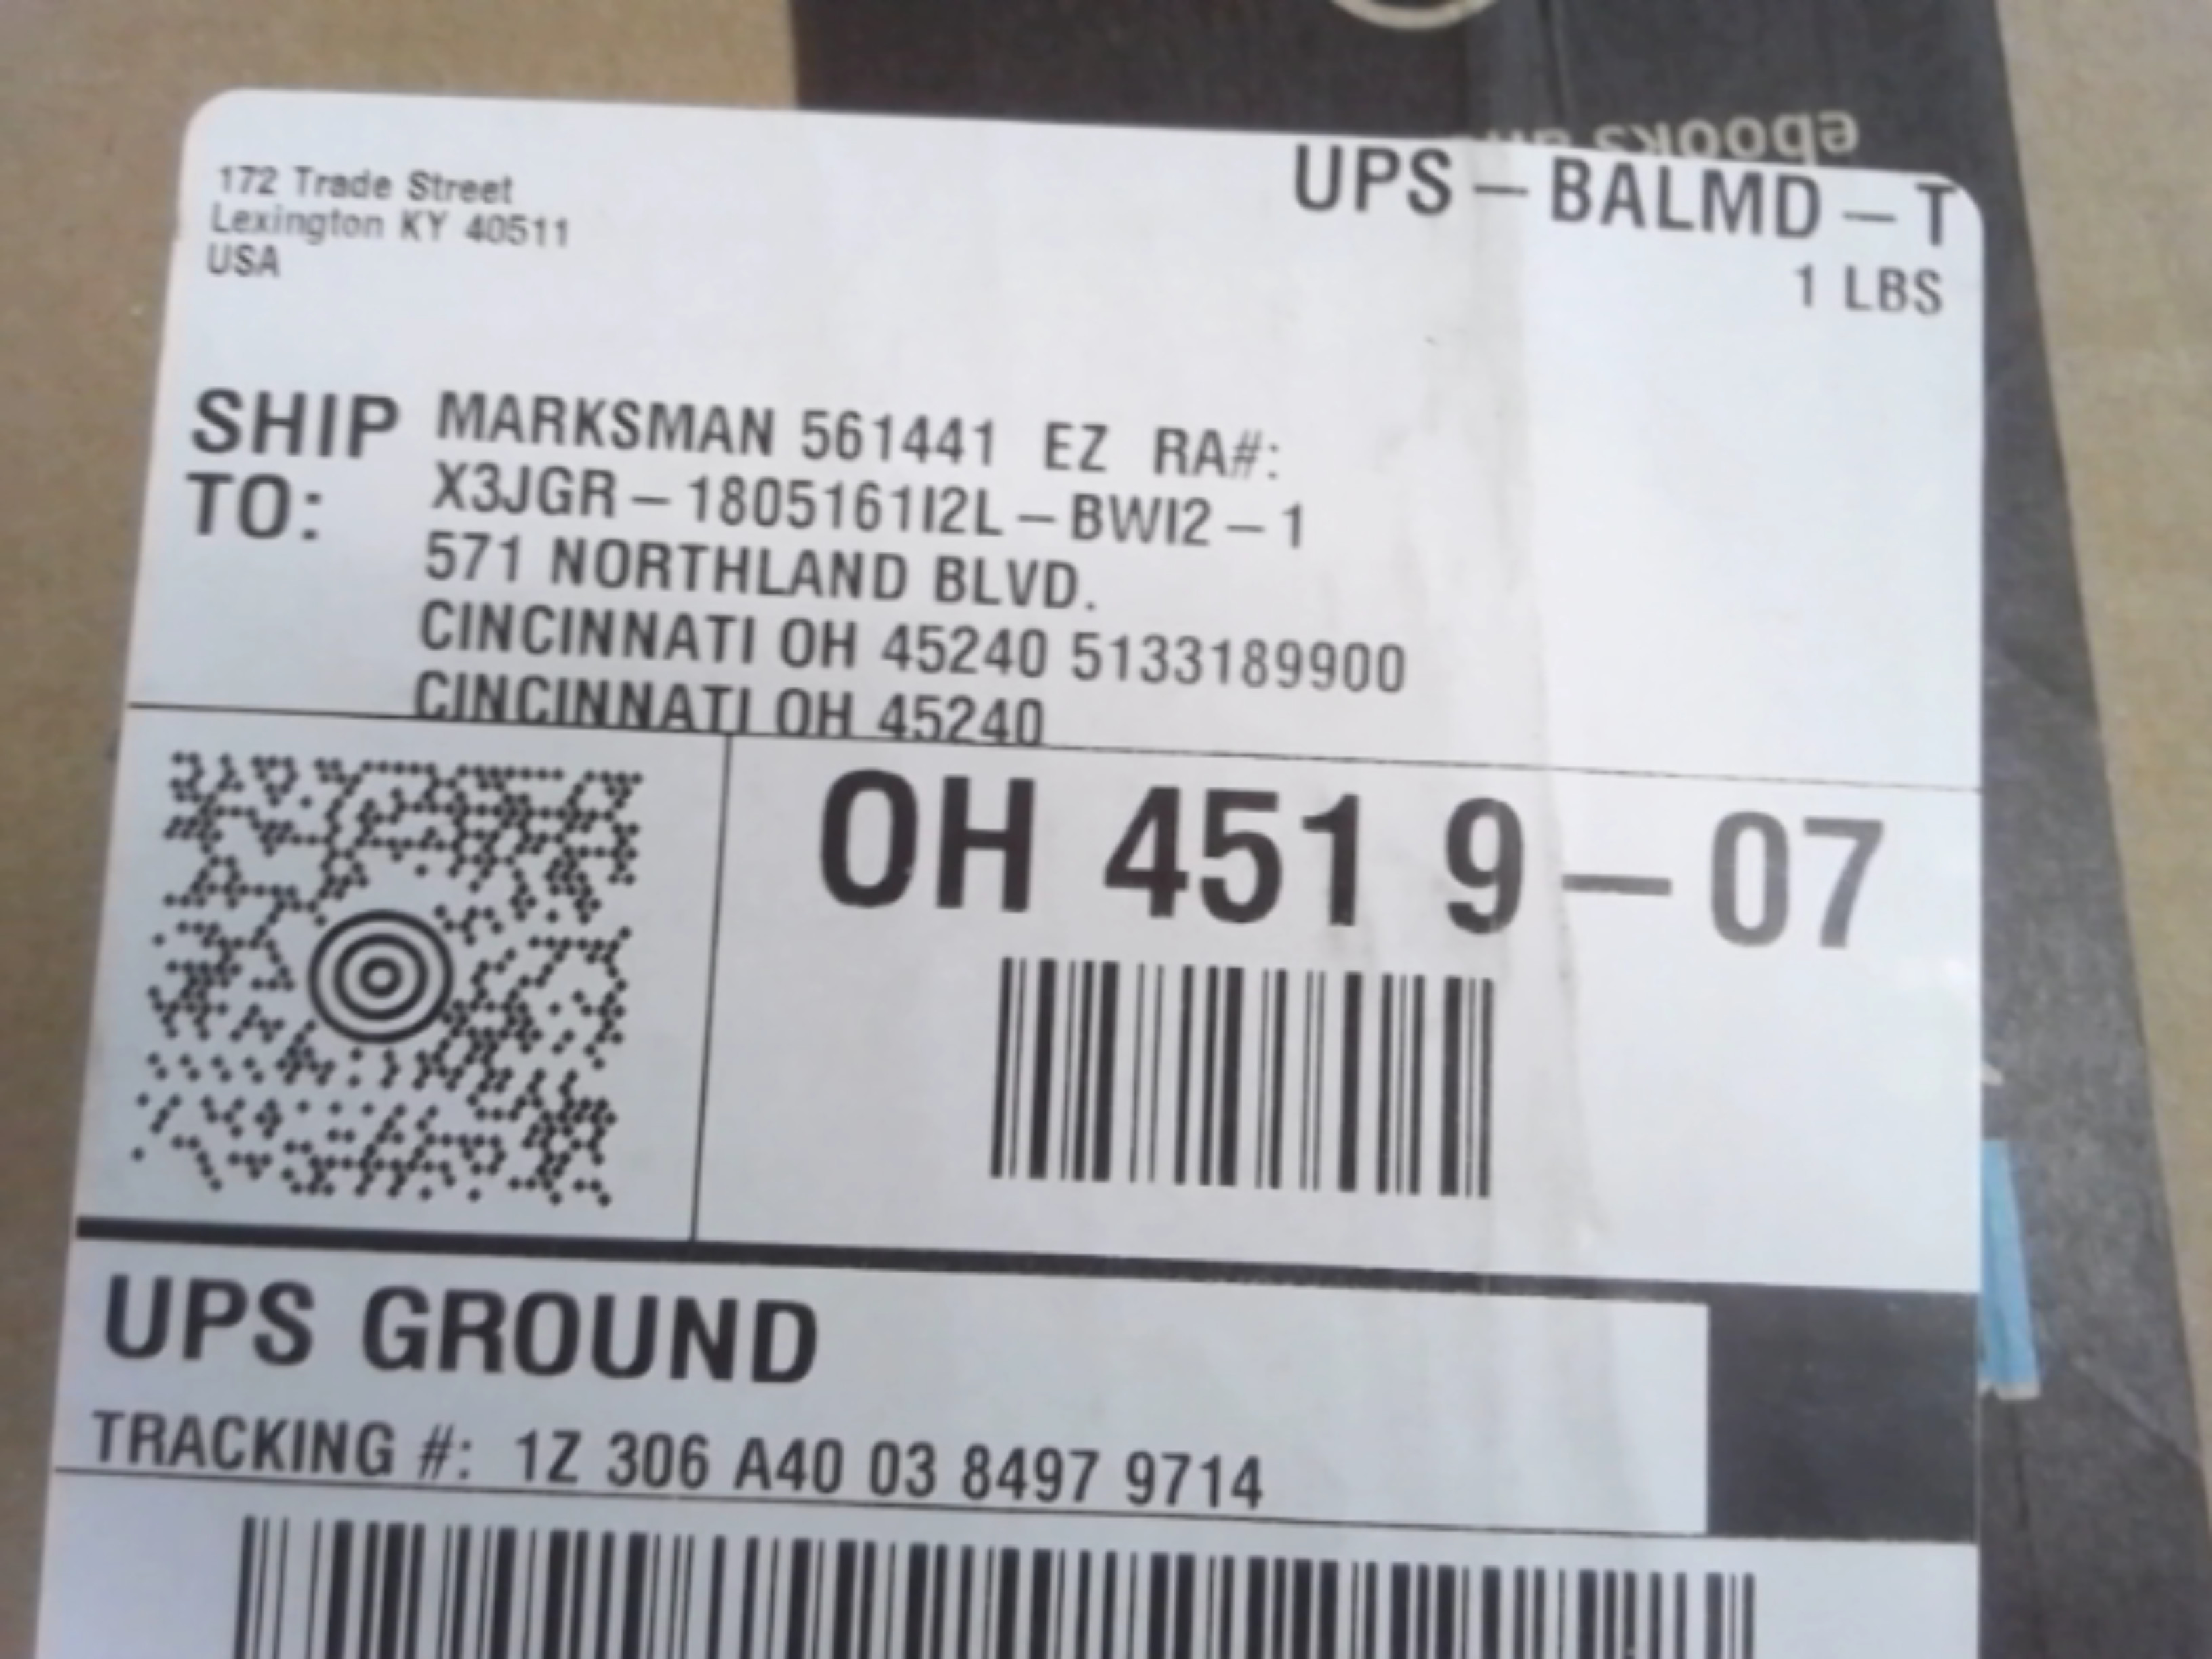 ebooks
172 Trade Street
Lexington KY 40511
USA
UPS – BALMD – T
1 LBS
SHIP TO:
MARKSMAN 561441 EZ RA#:
X3JGR – 1805161I2L – BWI2 – 1
571 NORTHLAND BLVD.
CINCINNATI OH 45240 5133189900
CINCINNATI OH 45240
OH 451 9 – 07
UPS GROUND
TRACKING #: 1Z 306 A40 03 8497 9714